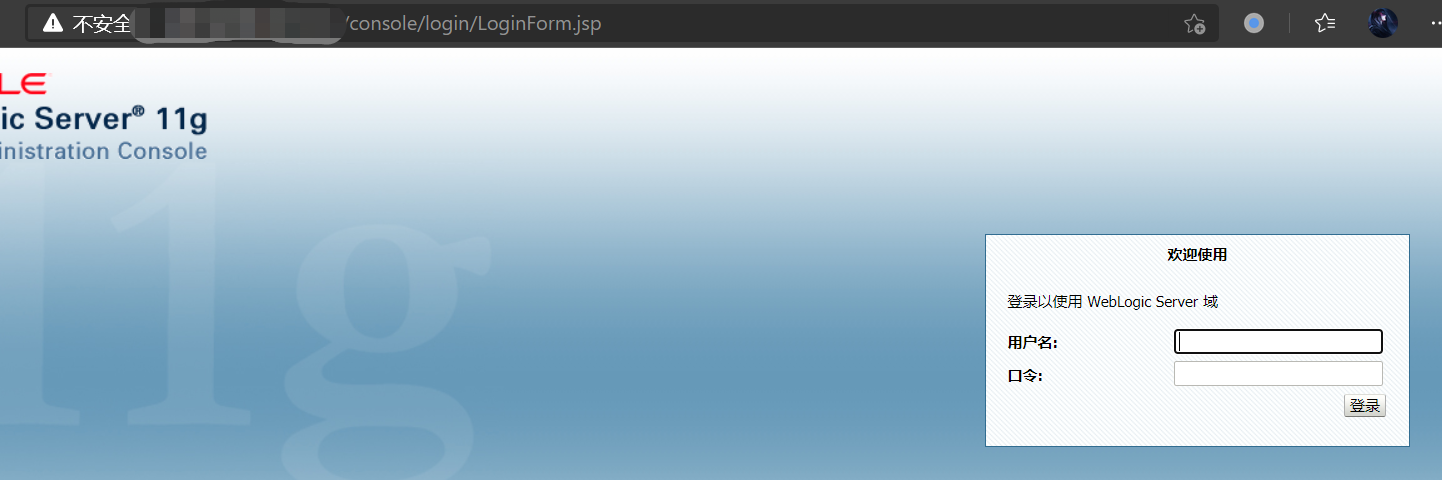 不安全
/console/login/LoginForm.jsp
LE
ic Server® 11g
inistration Console
11g
欢迎使用
登录以使用 WebLogic Server 域
用户名:
口令:
登录